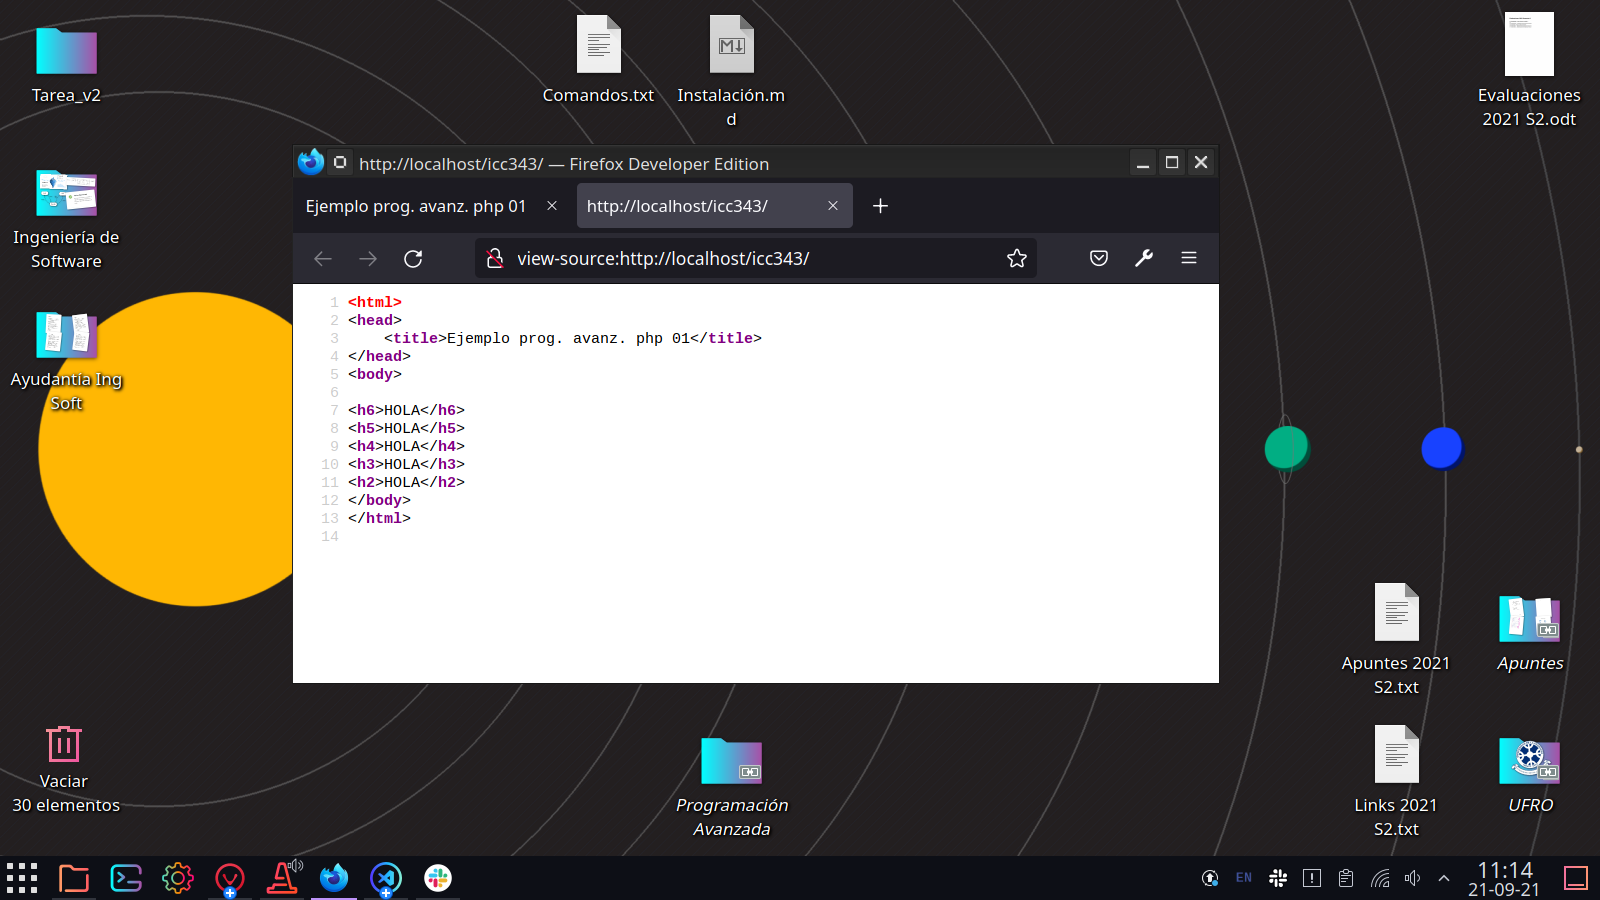 Tarea_v2
Comandos.txt
Instalación.m
d
Evaluaciones
2021 S2.odt
Ingeniería de
Software
Ayudantía Ing
Soft
http://localhost/icc343/ — Firefox Developer Edition
Ejemplo prog. avanz. php 01
http://localhost/icc343/
view-source:http://localhost/icc343/
1 <html>
2 <head>
3     <title>Ejemplo prog. avanz. php 01</title>
4 </head>
5 <body>
6
7 <h6>HOLA</h6>
8 <h5>HOLA</h5>
9 <h4>HOLA</h4>
10 <h3>HOLA</h3>
11 <h2>HOLA</h2>
12 </body>
13 </html>
14
Apuntes 2021
S2.txt
Apuntes
Vaciar
30 elementos
Programación
Avanzada
Links 2021
S2.txt
UFRO
EN
11:14
21-09-21